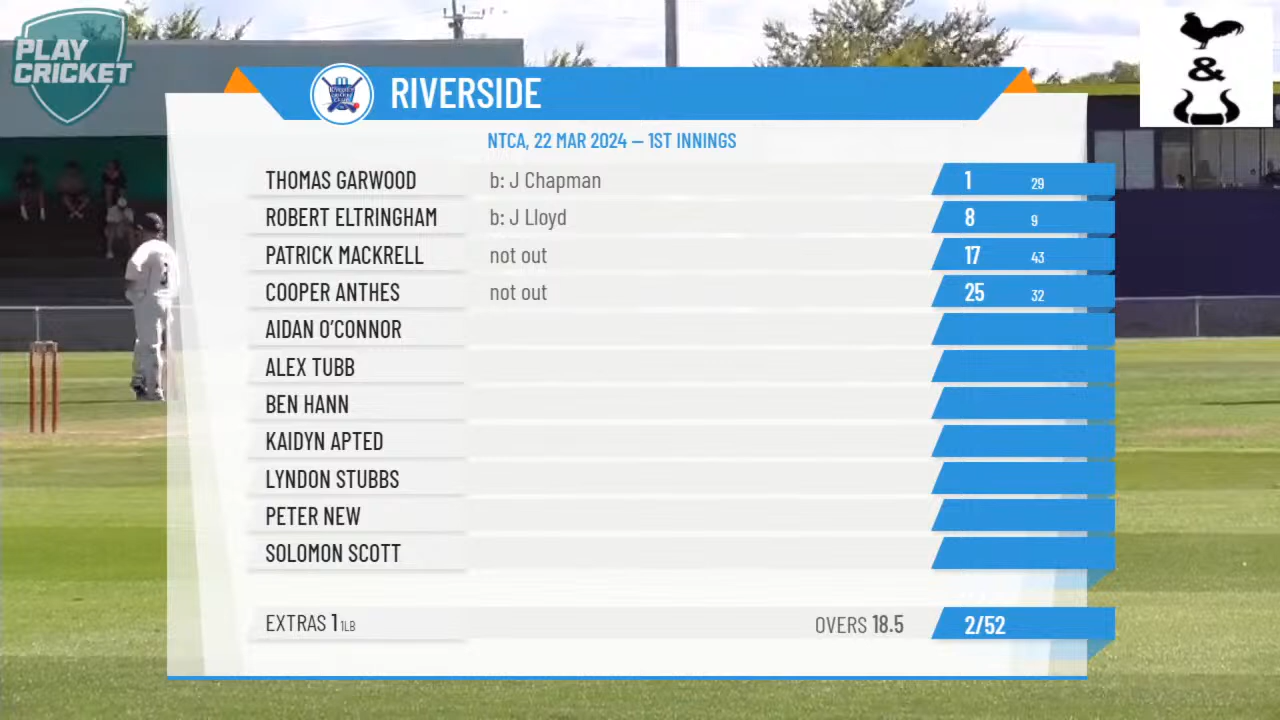 PLAY
CRICKET
&
RIVERSIDE
NTCA, 22 MAR 2024 – 1ST INNINGS
THOMAS GARWOOD b: J Chapman 1 29
ROBERT ELTRINGHAM b: J Lloyd 8 9
PATRICK MACKRELL not out 17 43
COOPER ANTHES not out 25 32
AIDAN O’CONNOR
ALEX TUBB
BEN HANN
KAIDYN APTED
LYNDON STUBBS
PETER NEW
SOLOMON SCOTT
EXTRAS 1 1LB OVERS 18.5 2/52